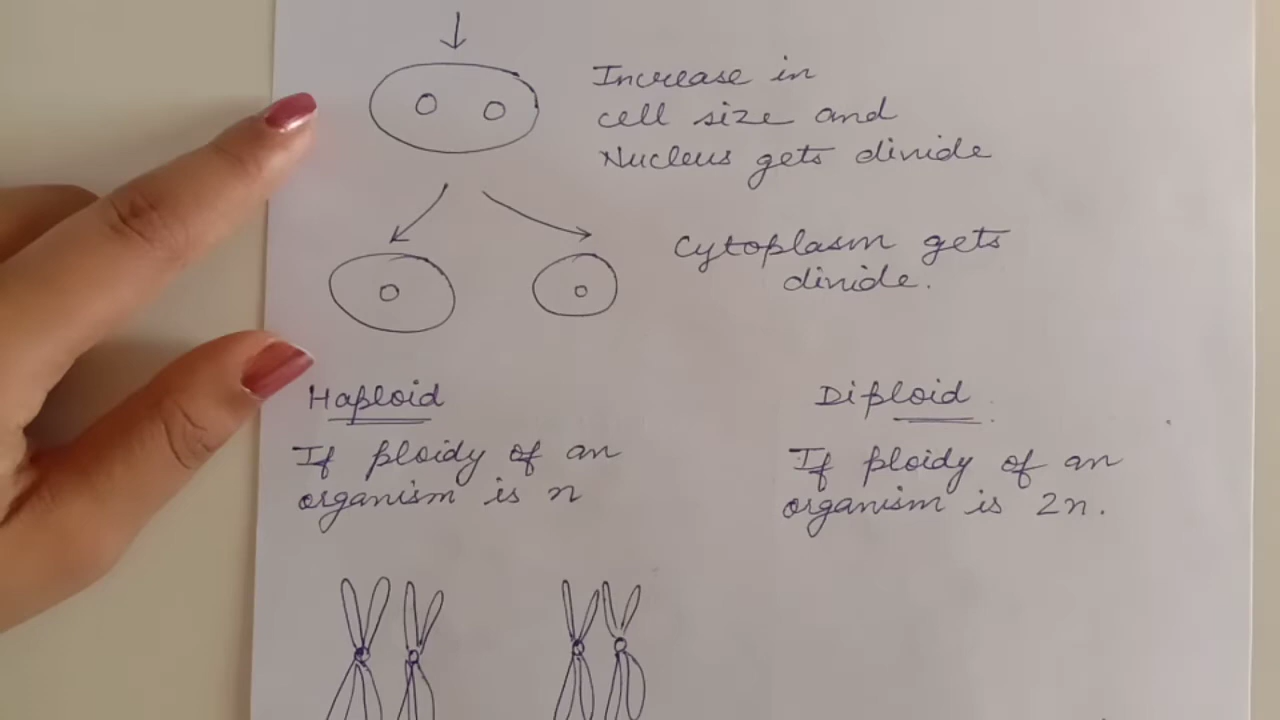 Increase in
cell size and
Nucleus gets divide
Cytoplasm gets
divide.
Haploid
If ploidy of an
organism is n
Diploid
If ploidy of an
organism is 2n.